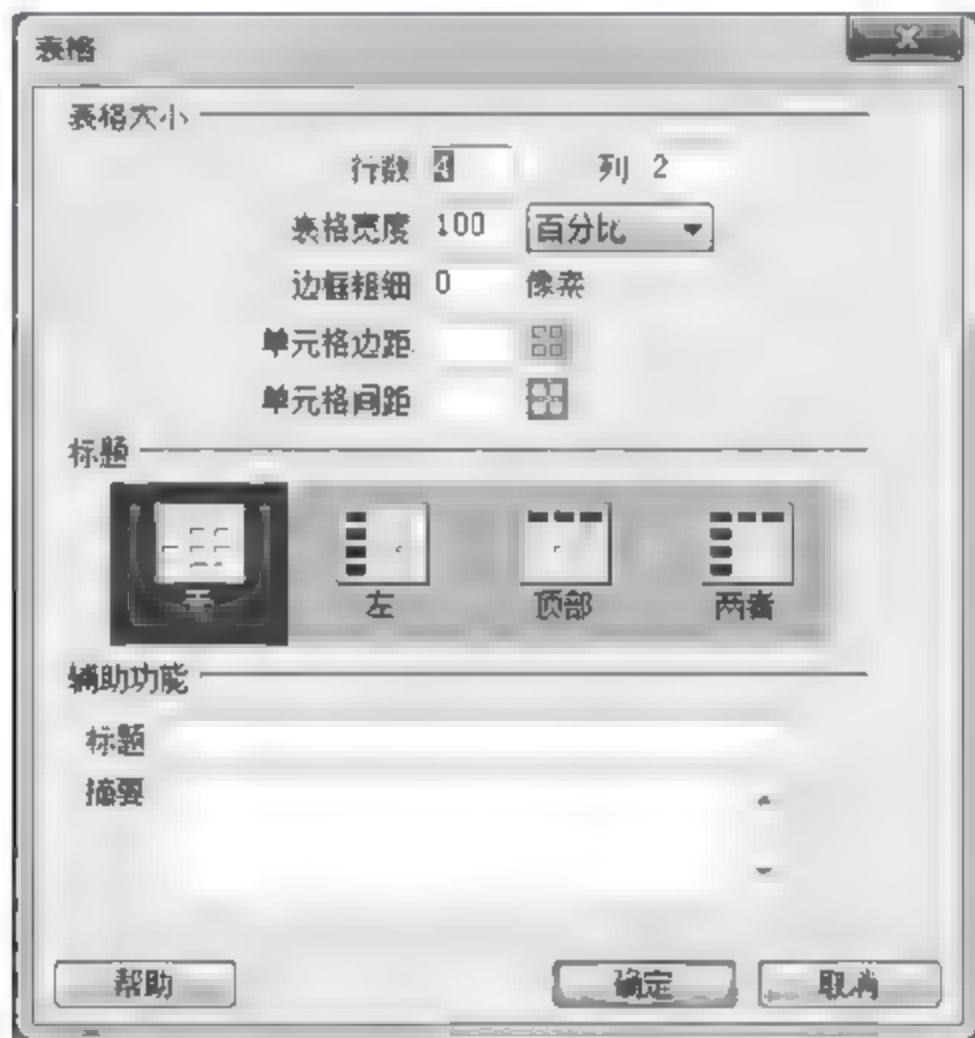 表格
表格大小
行数 4 列 2
表格宽度 100 百分比
边框粗细 0 像素
单元格边距
单元格间距
标题
无 左 顶部 两者
辅助功能
标题
摘要
帮助 确定 取消